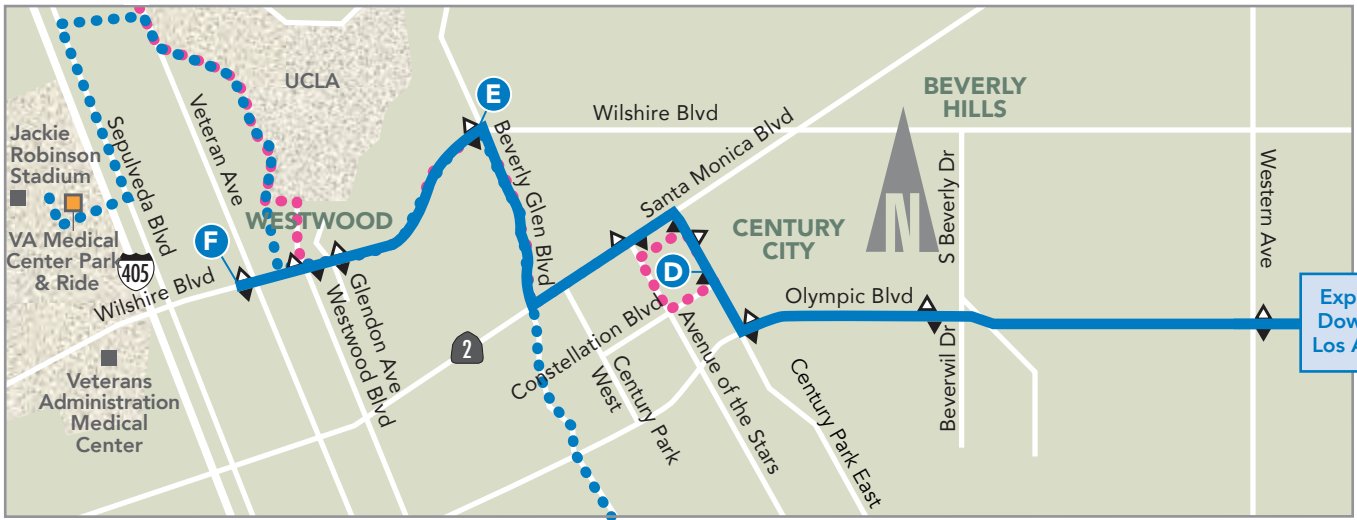 UCLA
E
BEVERLY
HILLS
Wilshire Blvd
Santa Monica Blvd
Jackie
Robinson
Stadium
Sepulveda Blvd
Veteran Ave
Beverly Glen Blvd
S Beverly Dr
Western Ave
N
WESTWOOD
CENTURY
CITY
F
D
VA Medical
Center Park
& Ride
405
Wilshire Blvd
Glendon Ave
Westwood Blvd
2
Constellation Blvd
Olympic Blvd
Century Park
West
Avenue of the Stars
Century Park East
Beverwil Dr
Veterans
Administration
Medical
Center
Exp
Dow
Los A